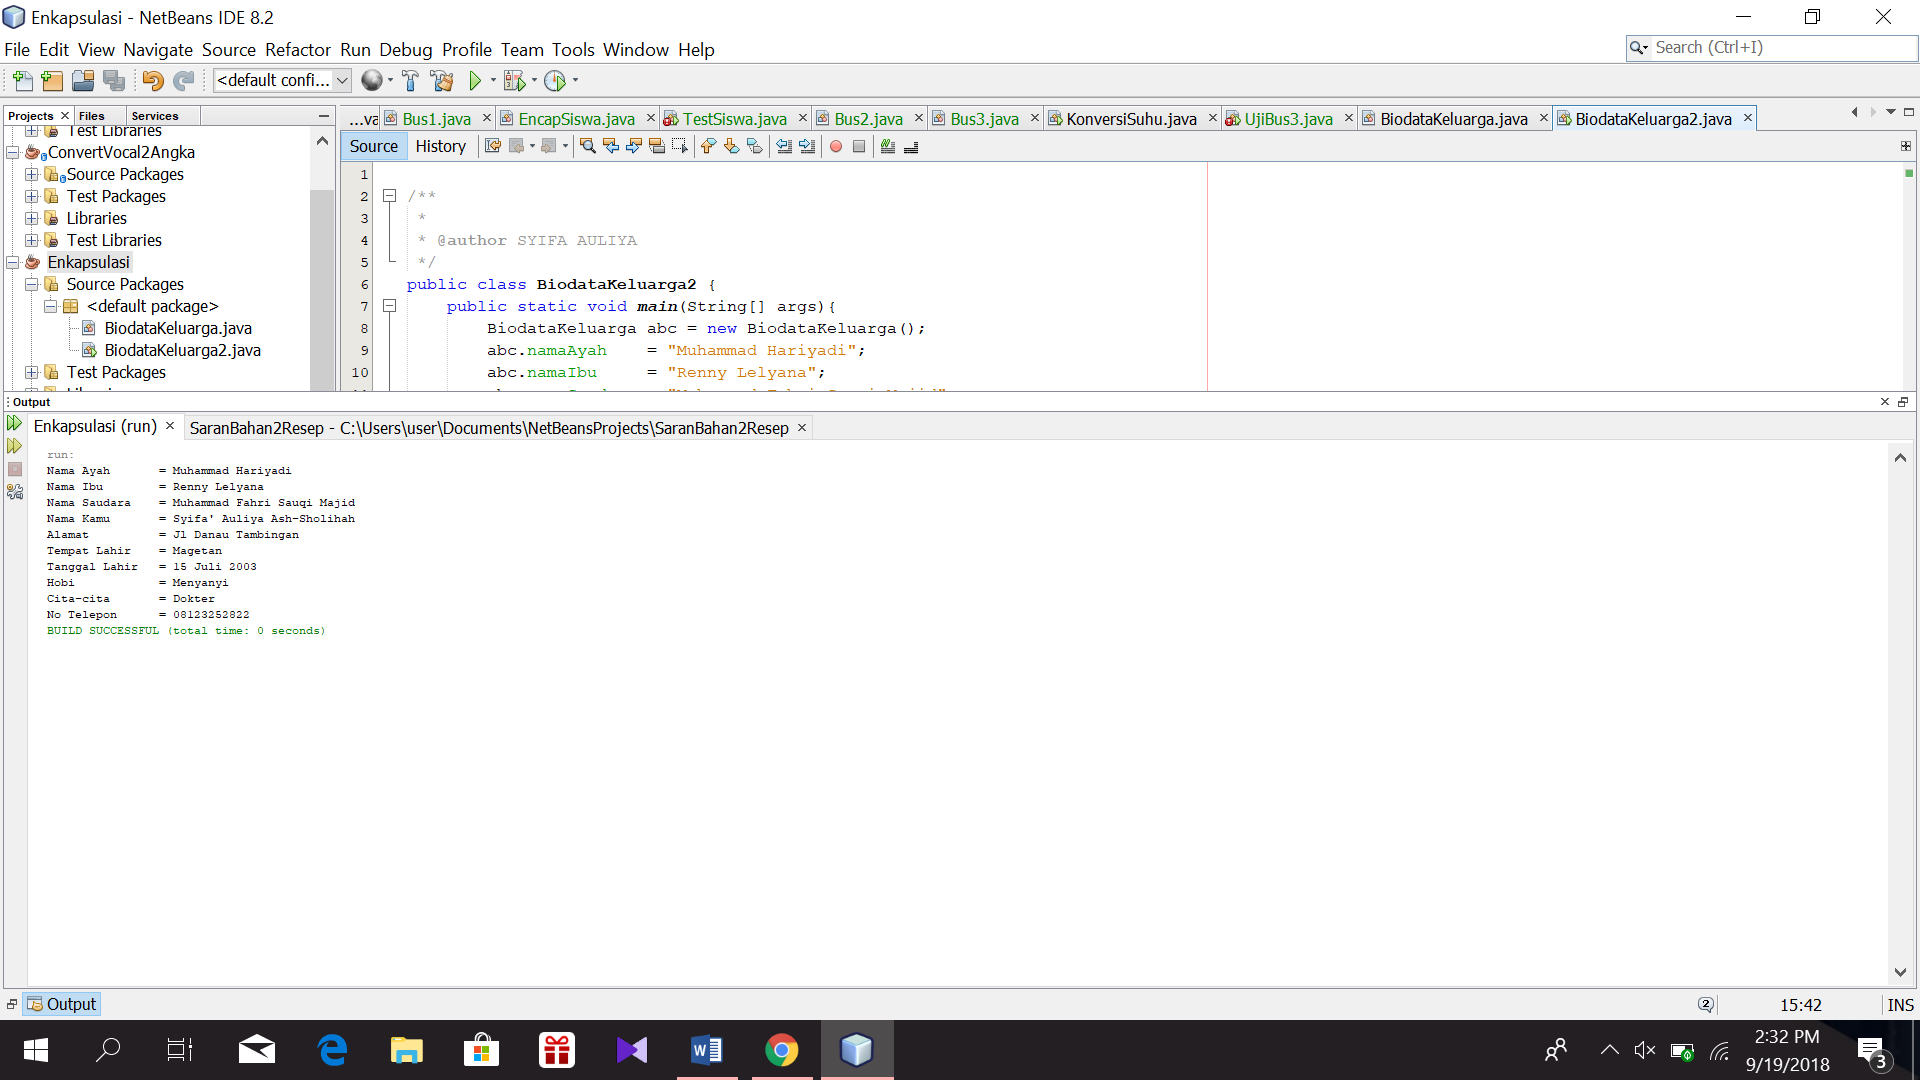 Enkapsulasi - NetBeans IDE 8.2
File Edit View Navigate Source Refactor Run Debug Profile Team Tools Window Help
Search (Ctrl+I)
<default confi...
Projects Files Services
Test Libraries
ConvertVocal2Angka
Source Packages
Test Packages
Libraries
Test Libraries
Enkapsulasi
Source Packages
<default package>
BiodataKeluarga.java
BiodataKeluarga2.java
Test Packages
...va Bus1.java EncapSiswa.java TestSiswa.java Bus2.java Bus3.java KonversiSuhu.java UjiBus3.java BiodataKeluarga.java BiodataKeluarga2.java
Source History
1
2 /**
3 *
4 * @author SYIFA AULIYA
5 */
6 public class BiodataKeluarga2 {
7 public static void main(String[] args){
8 BiodataKeluarga abc = new BiodataKeluarga();
9 abc.namaAyah = "Muhammad Hariyadi";
10 abc.namaIbu = "Renny Lelyana";
Output
Enkapsulasi (run) SaranBahan2Resep - C:\Users\user\Documents\NetBeansProjects\SaranBahan2Resep
run:
Nama Ayah = Muhammad Hariyadi
Nama Ibu = Renny Lelyana
Nama Saudara = Muhammad Fahri Sauqi Majid
Nama Kamu = Syifa' Auliya Ash-Sholihah
Alamat = Jl Danau Tambingan
Tempat Lahir = Magetan
Tanggal Lahir = 15 Juli 2003
Hobi = Menyanyi
Cita-cita = Dokter
No Telepon = 08123252822
BUILD SUCCESSFUL (total time: 0 seconds)
Output
2
15:42
INS
2:32 PM
9/19/2018
3